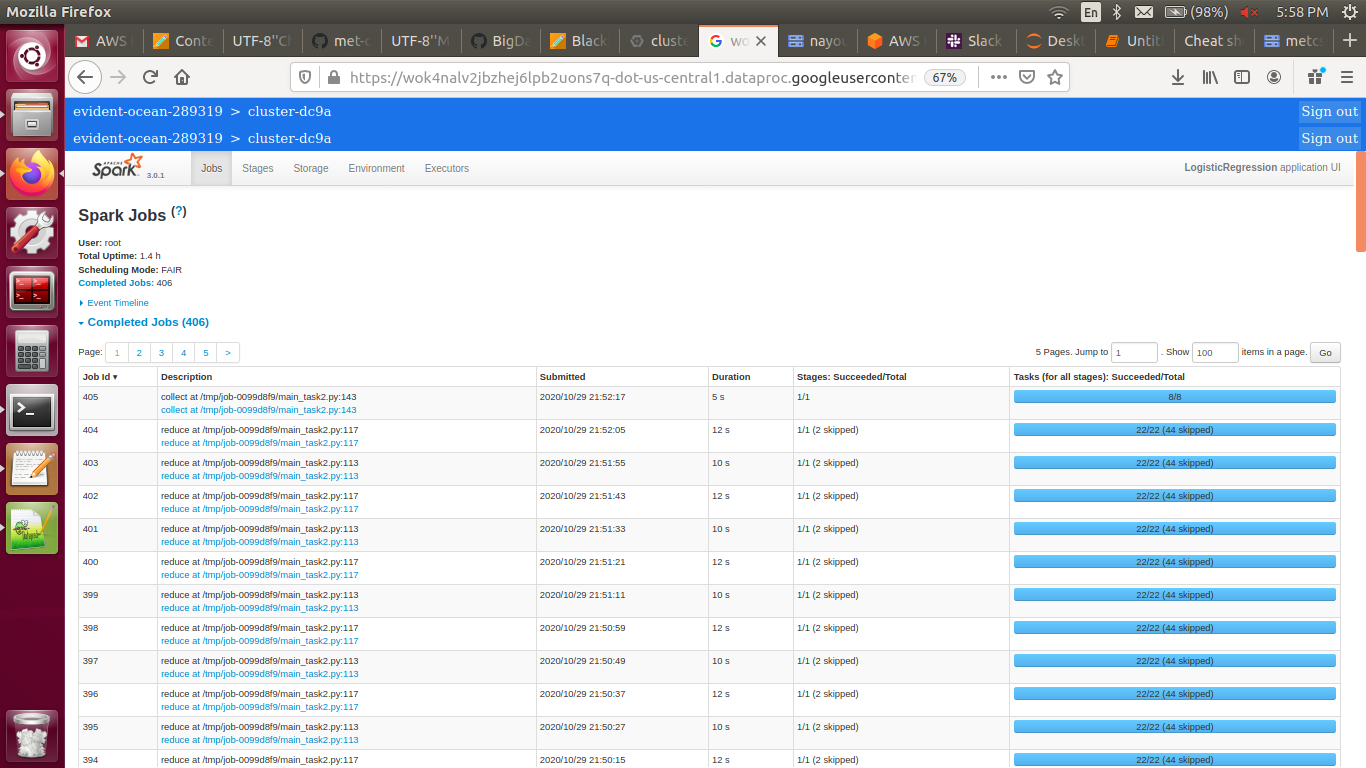 Mozilla Firefox
En
(98%)
5:58 PM
AWS
Conte
UTF-8''Cl
met-c
UTF-8''M
BigDa
Black
cluste
wo
nayou
AWS
Slack
Deskt
Untit
Cheat sh
metcs
https://wok4nalv2jbzhej6lpb2uons7q-dot-us-central1.dataproc.googleuserconter
67%
evident-ocean-289319 > cluster-dc9a
Sign out
evident-ocean-289319 > cluster-dc9a
Sign out
APACHE Spark 3.0.1
Jobs
Stages
Storage
Environment
Executors
LogisticRegression application UI
Spark Jobs (?)
User: root
Total Uptime: 1.4 h
Scheduling Mode: FAIR
Completed Jobs: 406
Event Timeline
Completed Jobs (406)
Page: 1 2 3 4 5 >
5 Pages. Jump to 1 . Show 100 items in a page. Go
Job Id ▾ Description Submitted Duration Stages: Succeeded/Total Tasks (for all stages): Succeeded/Total
405 collect at /tmp/job-0099d8f9/main_task2.py:143 2020/10/29 21:52:17 5 s 1/1 8/8
collect at /tmp/job-0099d8f9/main_task2.py:143
404 reduce at /tmp/job-0099d8f9/main_task2.py:117 2020/10/29 21:52:05 12 s 1/1 (2 skipped) 22/22 (44 skipped)
reduce at /tmp/job-0099d8f9/main_task2.py:117
403 reduce at /tmp/job-0099d8f9/main_task2.py:113 2020/10/29 21:51:55 10 s 1/1 (2 skipped) 22/22 (44 skipped)
reduce at /tmp/job-0099d8f9/main_task2.py:113
402 reduce at /tmp/job-0099d8f9/main_task2.py:117 2020/10/29 21:51:43 12 s 1/1 (2 skipped) 22/22 (44 skipped)
reduce at /tmp/job-0099d8f9/main_task2.py:117
401 reduce at /tmp/job-0099d8f9/main_task2.py:113 2020/10/29 21:51:33 10 s 1/1 (2 skipped) 22/22 (44 skipped)
reduce at /tmp/job-0099d8f9/main_task2.py:113
400 reduce at /tmp/job-0099d8f9/main_task2.py:117 2020/10/29 21:51:21 12 s 1/1 (2 skipped) 22/22 (44 skipped)
reduce at /tmp/job-0099d8f9/main_task2.py:117
399 reduce at /tmp/job-0099d8f9/main_task2.py:113 2020/10/29 21:51:11 10 s 1/1 (2 skipped) 22/22 (44 skipped)
reduce at /tmp/job-0099d8f9/main_task2.py:113
398 reduce at /tmp/job-0099d8f9/main_task2.py:117 2020/10/29 21:50:59 12 s 1/1 (2 skipped) 22/22 (44 skipped)
reduce at /tmp/job-0099d8f9/main_task2.py:117
397 reduce at /tmp/job-0099d8f9/main_task2.py:113 2020/10/29 21:50:49 10 s 1/1 (2 skipped) 22/22 (44 skipped)
reduce at /tmp/job-0099d8f9/main_task2.py:113
396 reduce at /tmp/job-0099d8f9/main_task2.py:117 2020/10/29 21:50:37 12 s 1/1 (2 skipped) 22/22 (44 skipped)
reduce at /tmp/job-0099d8f9/main_task2.py:117
395 reduce at /tmp/job-0099d8f9/main_task2.py:113 2020/10/29 21:50:27 10 s 1/1 (2 skipped) 22/22 (44 skipped)
reduce at /tmp/job-0099d8f9/main_task2.py:113
394 reduce at /tmp/job-0099d8f9/main_task2.py:117 2020/10/29 21:50:15 12 s 1/1 (2 skipped) 22/22 (44 skipped)